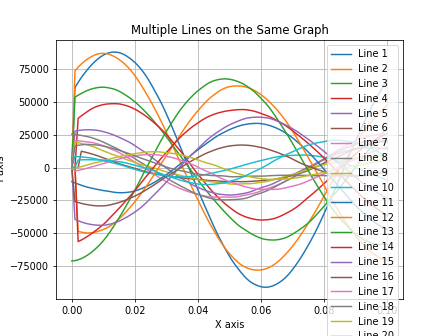 Multiple Lines on the Same Graph
75000
50000
25000
0
−25000
−50000
−75000
0.00
0.02
0.04
0.06
0.08
X axis
Line 1
Line 2
Line 3
Line 4
Line 5
Line 6
Line 7
Line 8
Line 9
Line 10
Line 11
Line 12
Line 13
Line 14
Line 15
Line 16
Line 17
Line 18
Line 19
Line 20